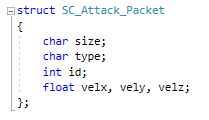 struct SC_Attack_Packet
{
    char size;
    char type;
    int id;
    float velx, vely, velz;
};